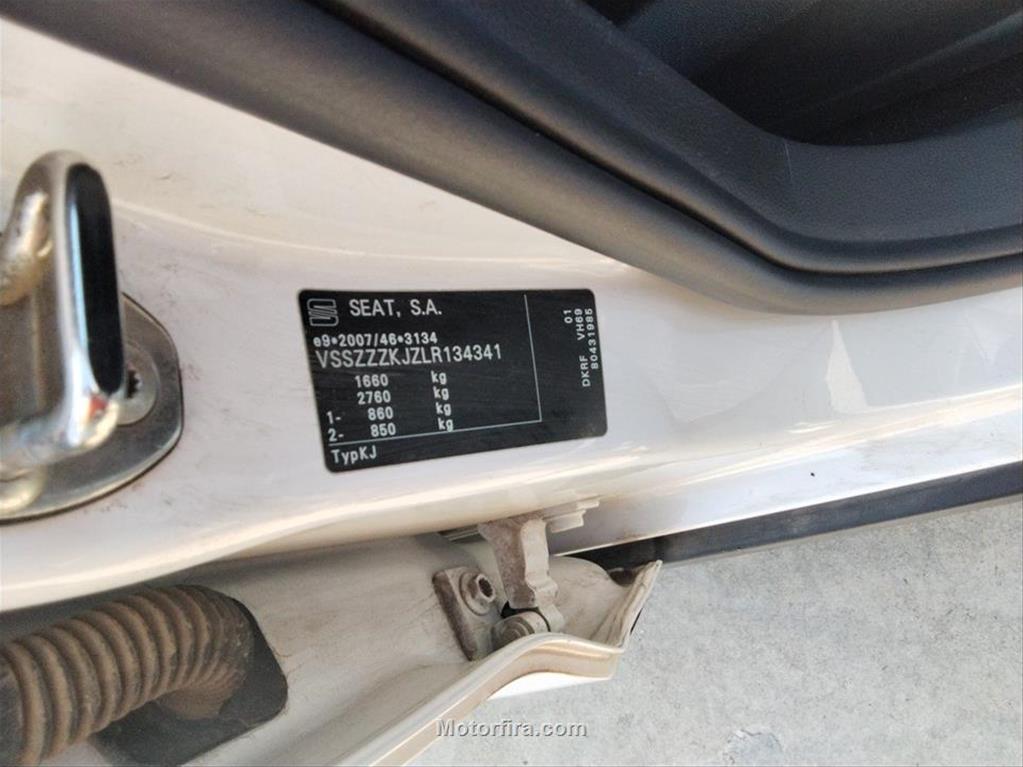 SEAT, S.A.
e9*2007/46*3134
VSSZZZKJZLR134341
1660 kg
2760 kg
1- 860 kg
2- 850 kg
TypKJ
01
DKRF VH69
80431985
Motorfira.com